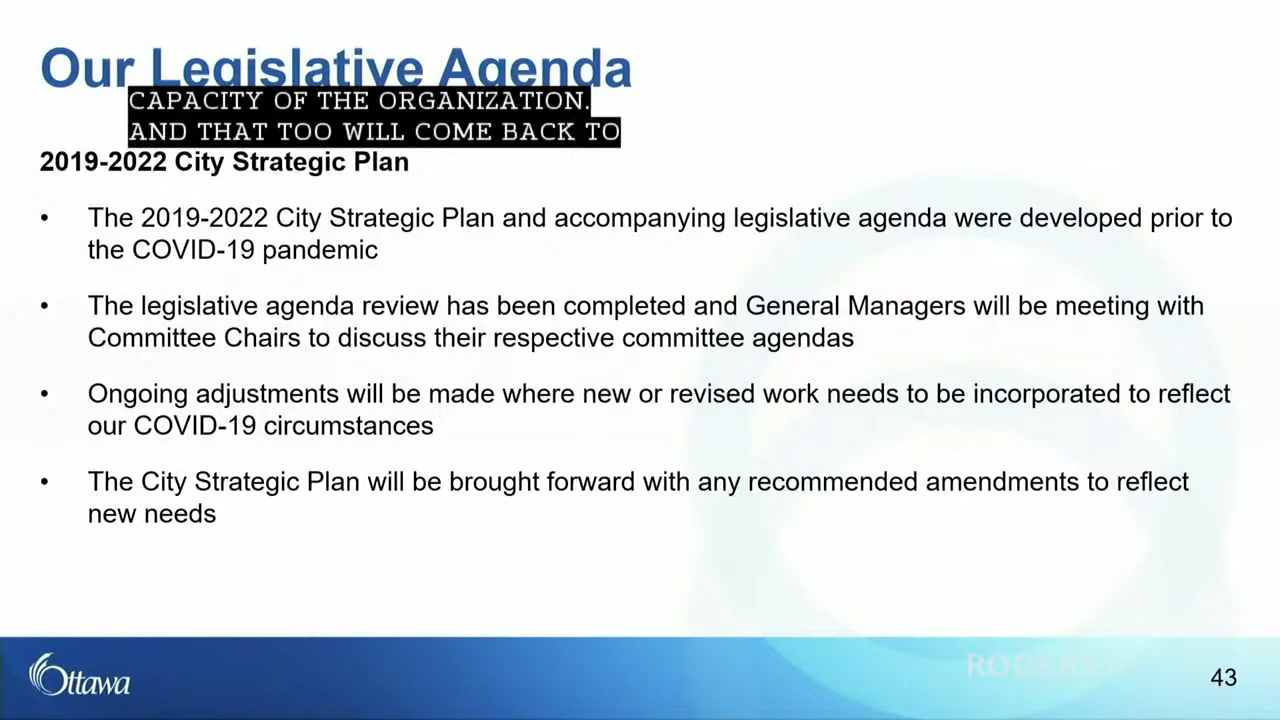 Our Legislative Agenda
CAPACITY OF THE ORGANIZATION.
AND THAT TOO WILL COME BACK TO
2019-2022 City Strategic Plan
• The 2019-2022 City Strategic Plan and accompanying legislative agenda were developed prior to
the COVID-19 pandemic
• The legislative agenda review has been completed and General Managers will be meeting with
Committee Chairs to discuss their respective committee agendas
• Ongoing adjustments will be made where new or revised work needs to be incorporated to reflect
our COVID-19 circumstances
• The City Strategic Plan will be brought forward with any recommended amendments to reflect
new needs
Ottawa
43